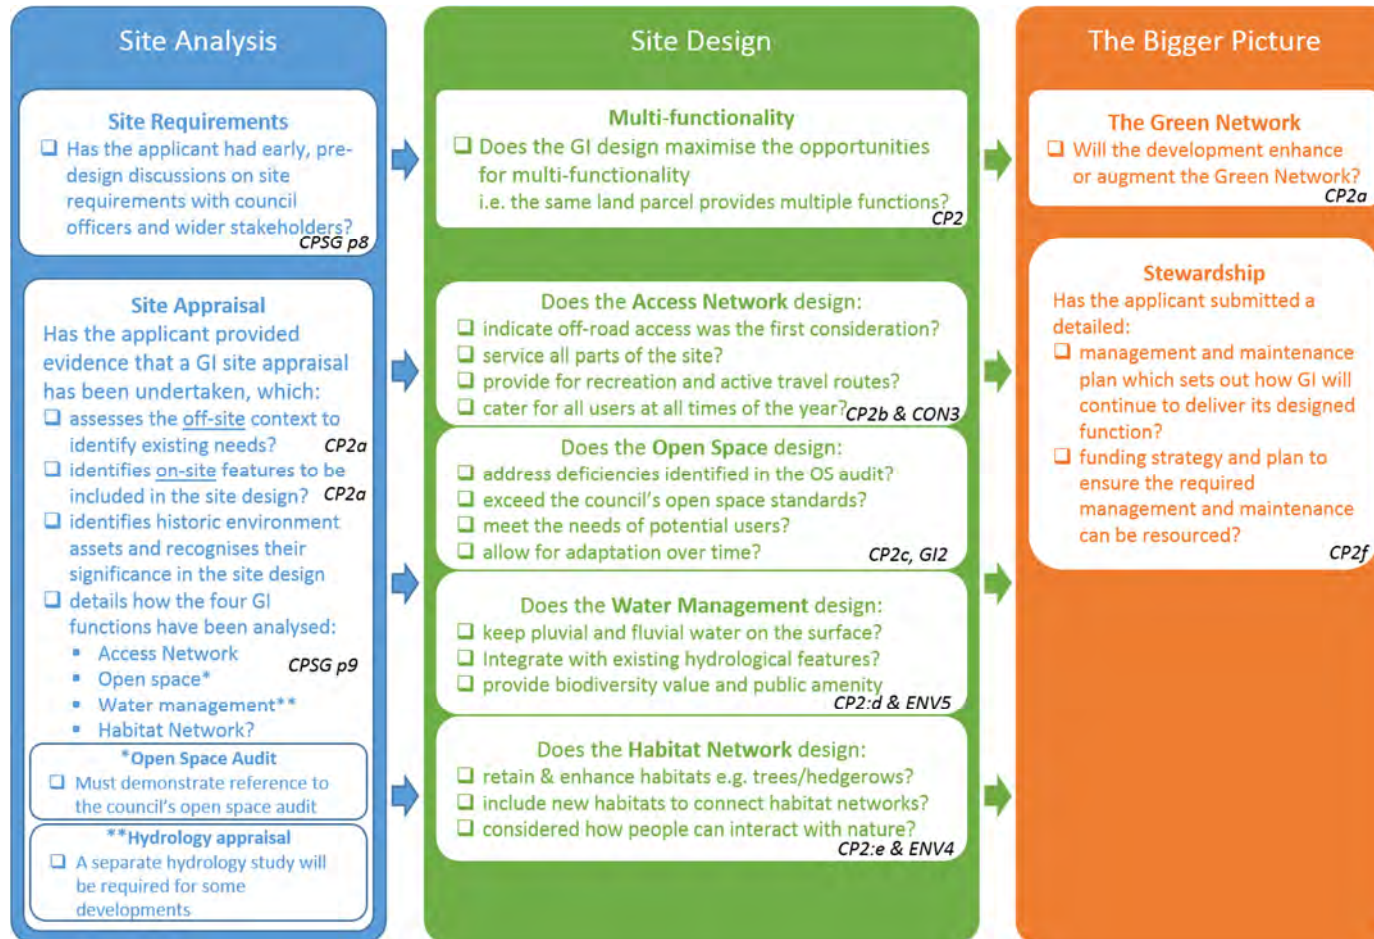 Site Analysis
Site Requirements
❑ Has the applicant had early, pre-
design discussions on site
requirements with council
officers and wider stakeholders?
CPSG p8
Site Appraisal
Has the applicant provided
evidence that a GI site appraisal
has been undertaken, which:
❑ assesses the off-site context to
identify existing needs?
CP2a
❑ identifies on-site features to be
included in the site design?
CP2a
❑ identifies historic environment
assets and recognises their
significance in the site design
❑ details how the four GI
functions have been analysed:
▪ Access Network
CPSG p9
▪ Open space*
▪ Water management**
▪ Habitat Network?
*Open Space Audit
❑ Must demonstrate reference to
the council's open space audit
**Hydrology appraisal
❑ A separate hydrology study will
be required for some
developments
Site Design
Multi-functionality
❑ Does the GI design maximise the opportunities
for multi-functionality
i.e. the same land parcel provides multiple functions?
CP2
Does the Access Network design:
❑ indicate off-road access was the first consideration?
❑ service all parts of the site?
❑ provide for recreation and active travel routes?
❑ cater for all users at all times of the year?
CP2b & CON3
Does the Open Space design:
❑ address deficiencies identified in the OS audit?
❑ exceed the council's open space standards?
❑ meet the needs of potential users?
❑ allow for adaptation over time?
CP2c, GI2
Does the Water Management design:
❑ keep pluvial and fluvial water on the surface?
❑ Integrate with existing hydrological features?
❑ provide biodiversity value and public amenity
CP2:d & ENV5
Does the Habitat Network design:
❑ retain & enhance habitats e.g. trees/hedgerows?
❑ include new habitats to connect habitat networks?
❑ considered how people can interact with nature?
CP2:e & ENV4
The Bigger Picture
The Green Network
❑ Will the development enhance
or augment the Green Network?
CP2a
Stewardship
Has the applicant submitted a
detailed:
❑ management and maintenance
plan which sets out how GI will
continue to deliver its designed
function?
❑ funding strategy and plan to
ensure the required
management and maintenance
can be resourced?
CP2f